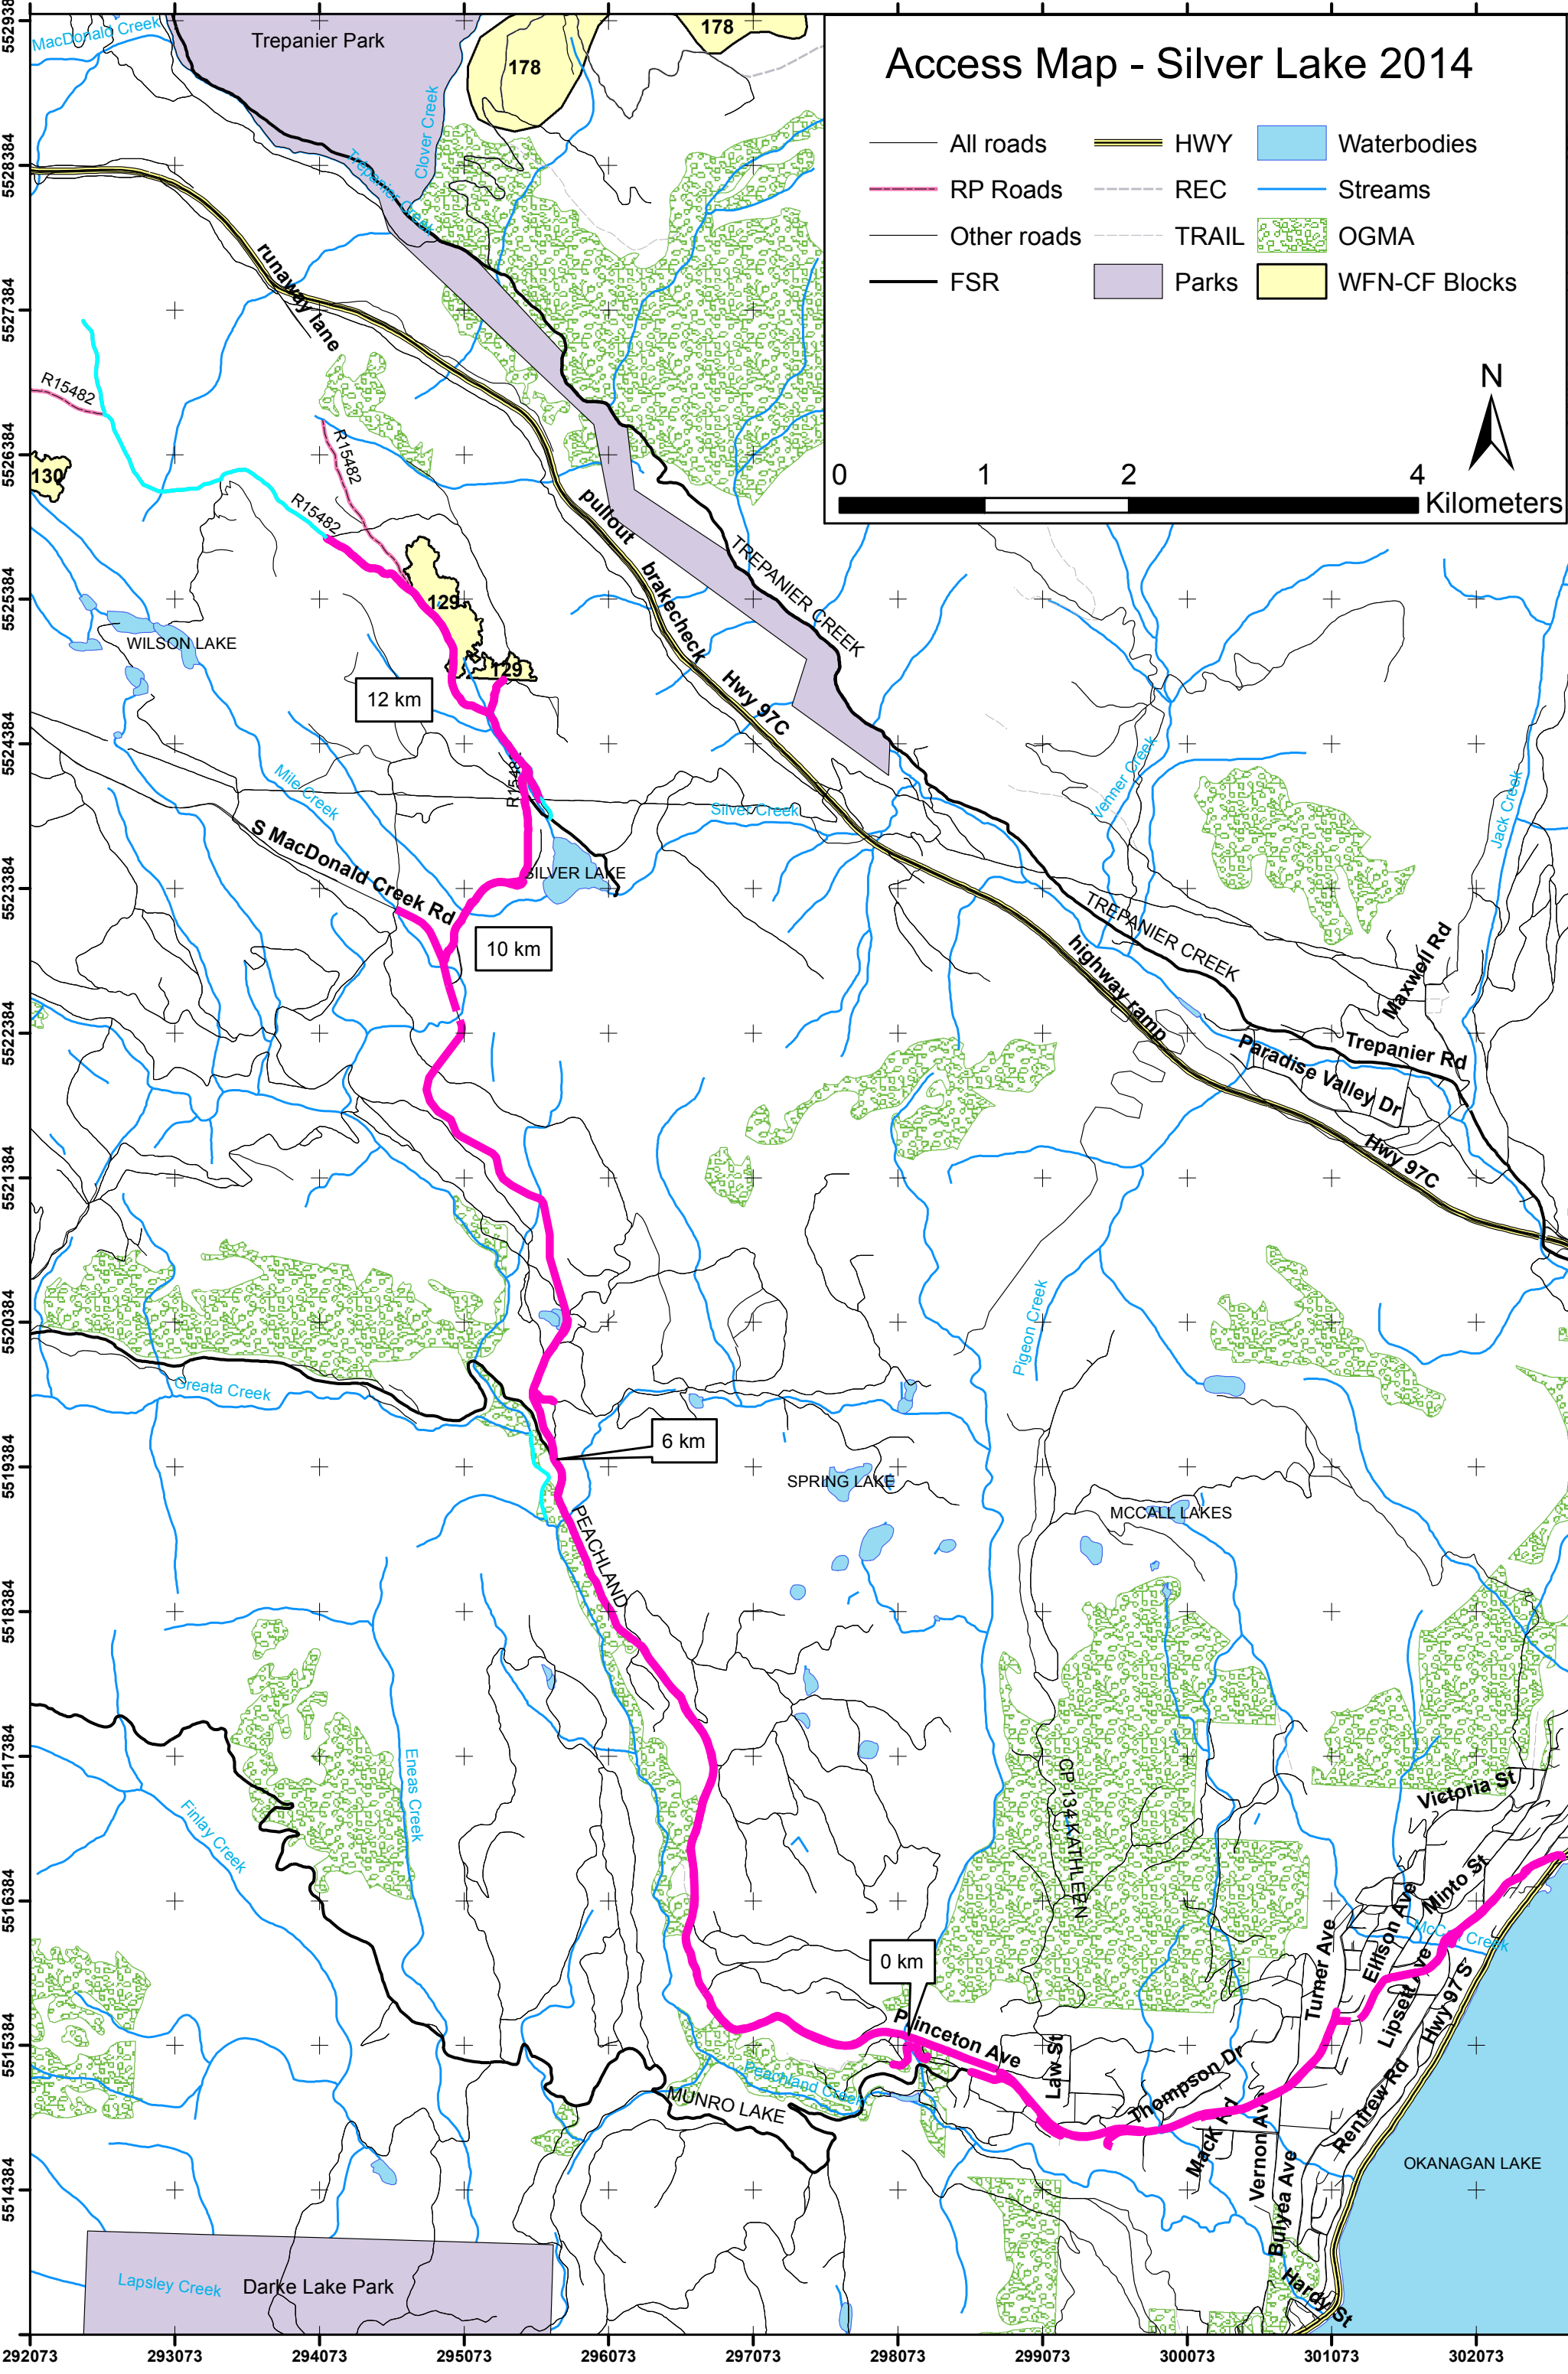 Access Map - Silver Lake 2014
All roads
HWY
Waterbodies
RP Roads
REC
Streams
Other roads
TRAIL
OGMA
FSR
Parks
WFN-CF Blocks
N
0 1 2 4
Kilometers
MacDonald Creek
Trepanier Park
178
178
Clover Creek
Trepanier Creek
runaway lane
R15482
R15482
R15482
130
pullout
brakecheck
TREPANIER CREEK
129
129
WILSON LAKE
12 km
Hwy 97C
Venner Creek
Jack Creek
Mile Creek
Silver Creek
S MacDonald Creek Rd
SILVER LAKE
10 km
TREPANIER CREEK
highway ramp
Maxwell Rd
Trepanier Rd
Paradise Valley Dr
Hwy 97C
Pigeon Creek
Greata Creek
6 km
SPRING LAKE
MCCALL LAKES
PEACHLAND
Eneas Creek
Finlay Creek
CP 134 KATHLEEN
Victoria St
Minto St
Ellison Ave
Turner Ave
Lipsett Ave
Hwy 97 S
0 km
Princeton Ave
Law St
Thompson Dr
Peachland Creek
MUNRO LAKE
Mack Rd
Vernon Ave
Bulyea Ave
Renfrew Rd
OKANAGAN LAKE
Hardy St
Lapsley Creek
Darke Lake Park
5528384
5527384
5526384
5525384
5524384
5523384
5522384
5521384
5520384
5519384
5518384
5517384
5516384
5515384
5514384
292073 293073 294073 295073 296073 297073 298073 299073 300073 301073 302073